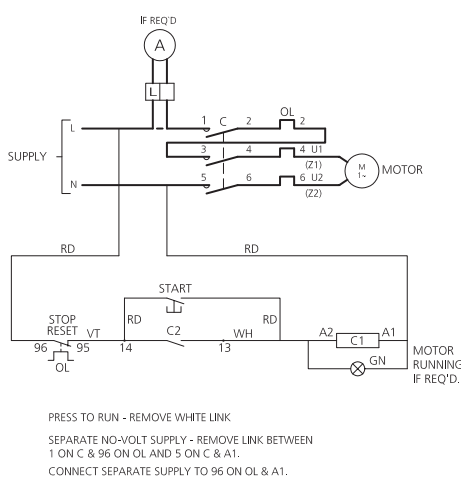 IF REQ'D
A
L
1 C 2 OL 2
L
3 4 4 U1
(Z1)
SUPPLY
M
1~
MOTOR
N
5 6 6 U2
(Z2)
RD RD
START
STOP
RESET
RD RD
VT C2 WH A2 A1
96 95 14 13 C1
OL
GN
MOTOR
RUNNING
IF REQ'D.
PRESS TO RUN - REMOVE WHITE LINK
SEPARATE NO-VOLT SUPPLY - REMOVE LINK BETWEEN
1 ON C & 96 ON OL AND 5 ON C & A1.
CONNECT SEPARATE SUPPLY TO 96 ON OL & A1.